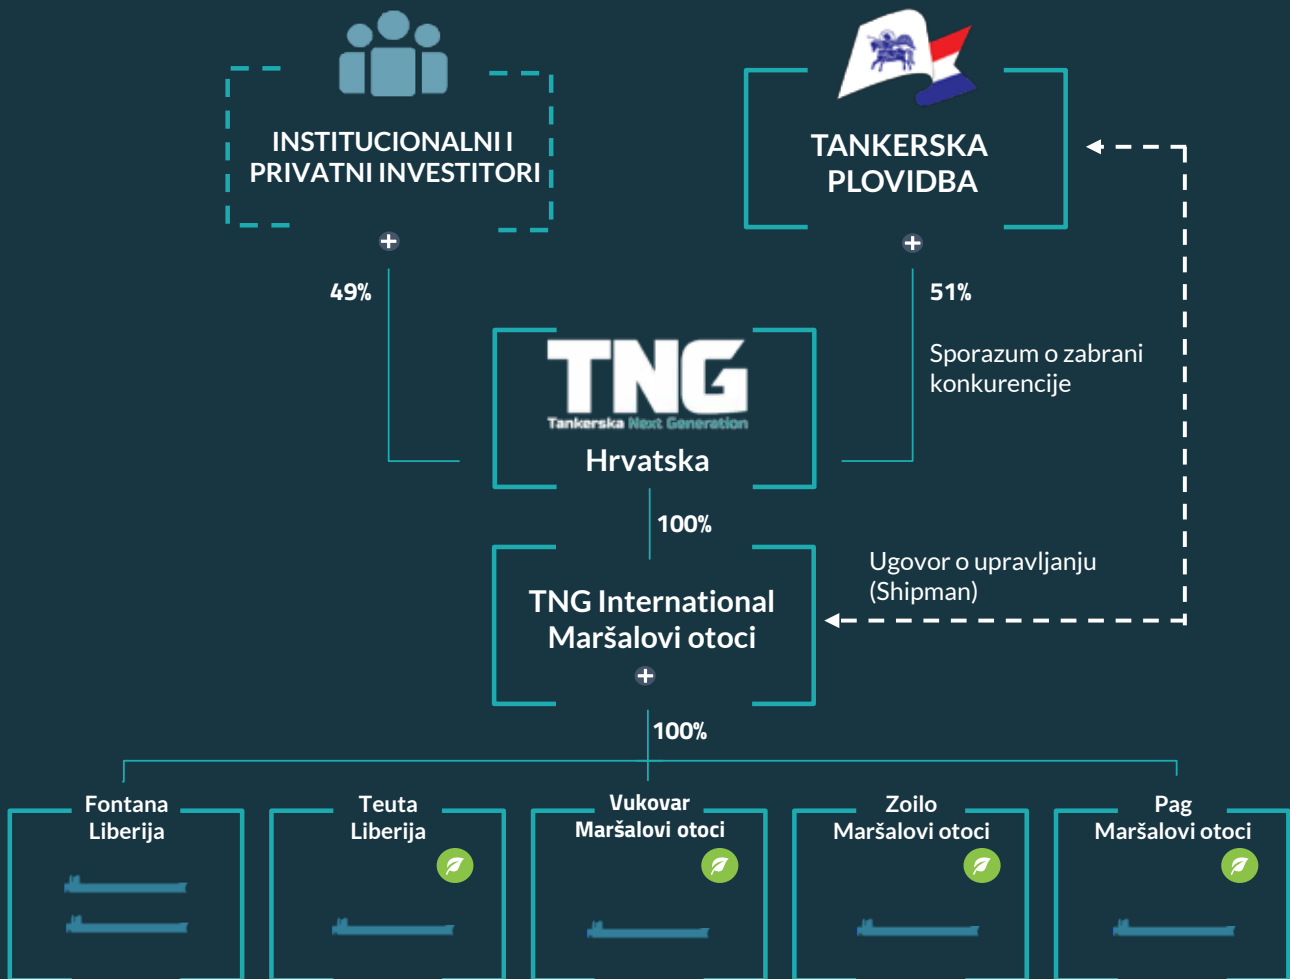 INSTITUCIONALNI I
PRIVATNI INVESTITORI
TANKERSKA
PLOVIDBA
49%
51%
Sporazum o zabrani
konkurencije
TNG
Tankerska Next Generation
Hrvatska
100%
Ugovor o upravljanju
(Shipman)
TNG International
Maršalovi otoci
100%
Fontana
Liberija
Teuta
Liberija
Vukovar
Maršalovi otoci
Zoilo
Maršalovi otoci
Pag
Maršalovi otoci